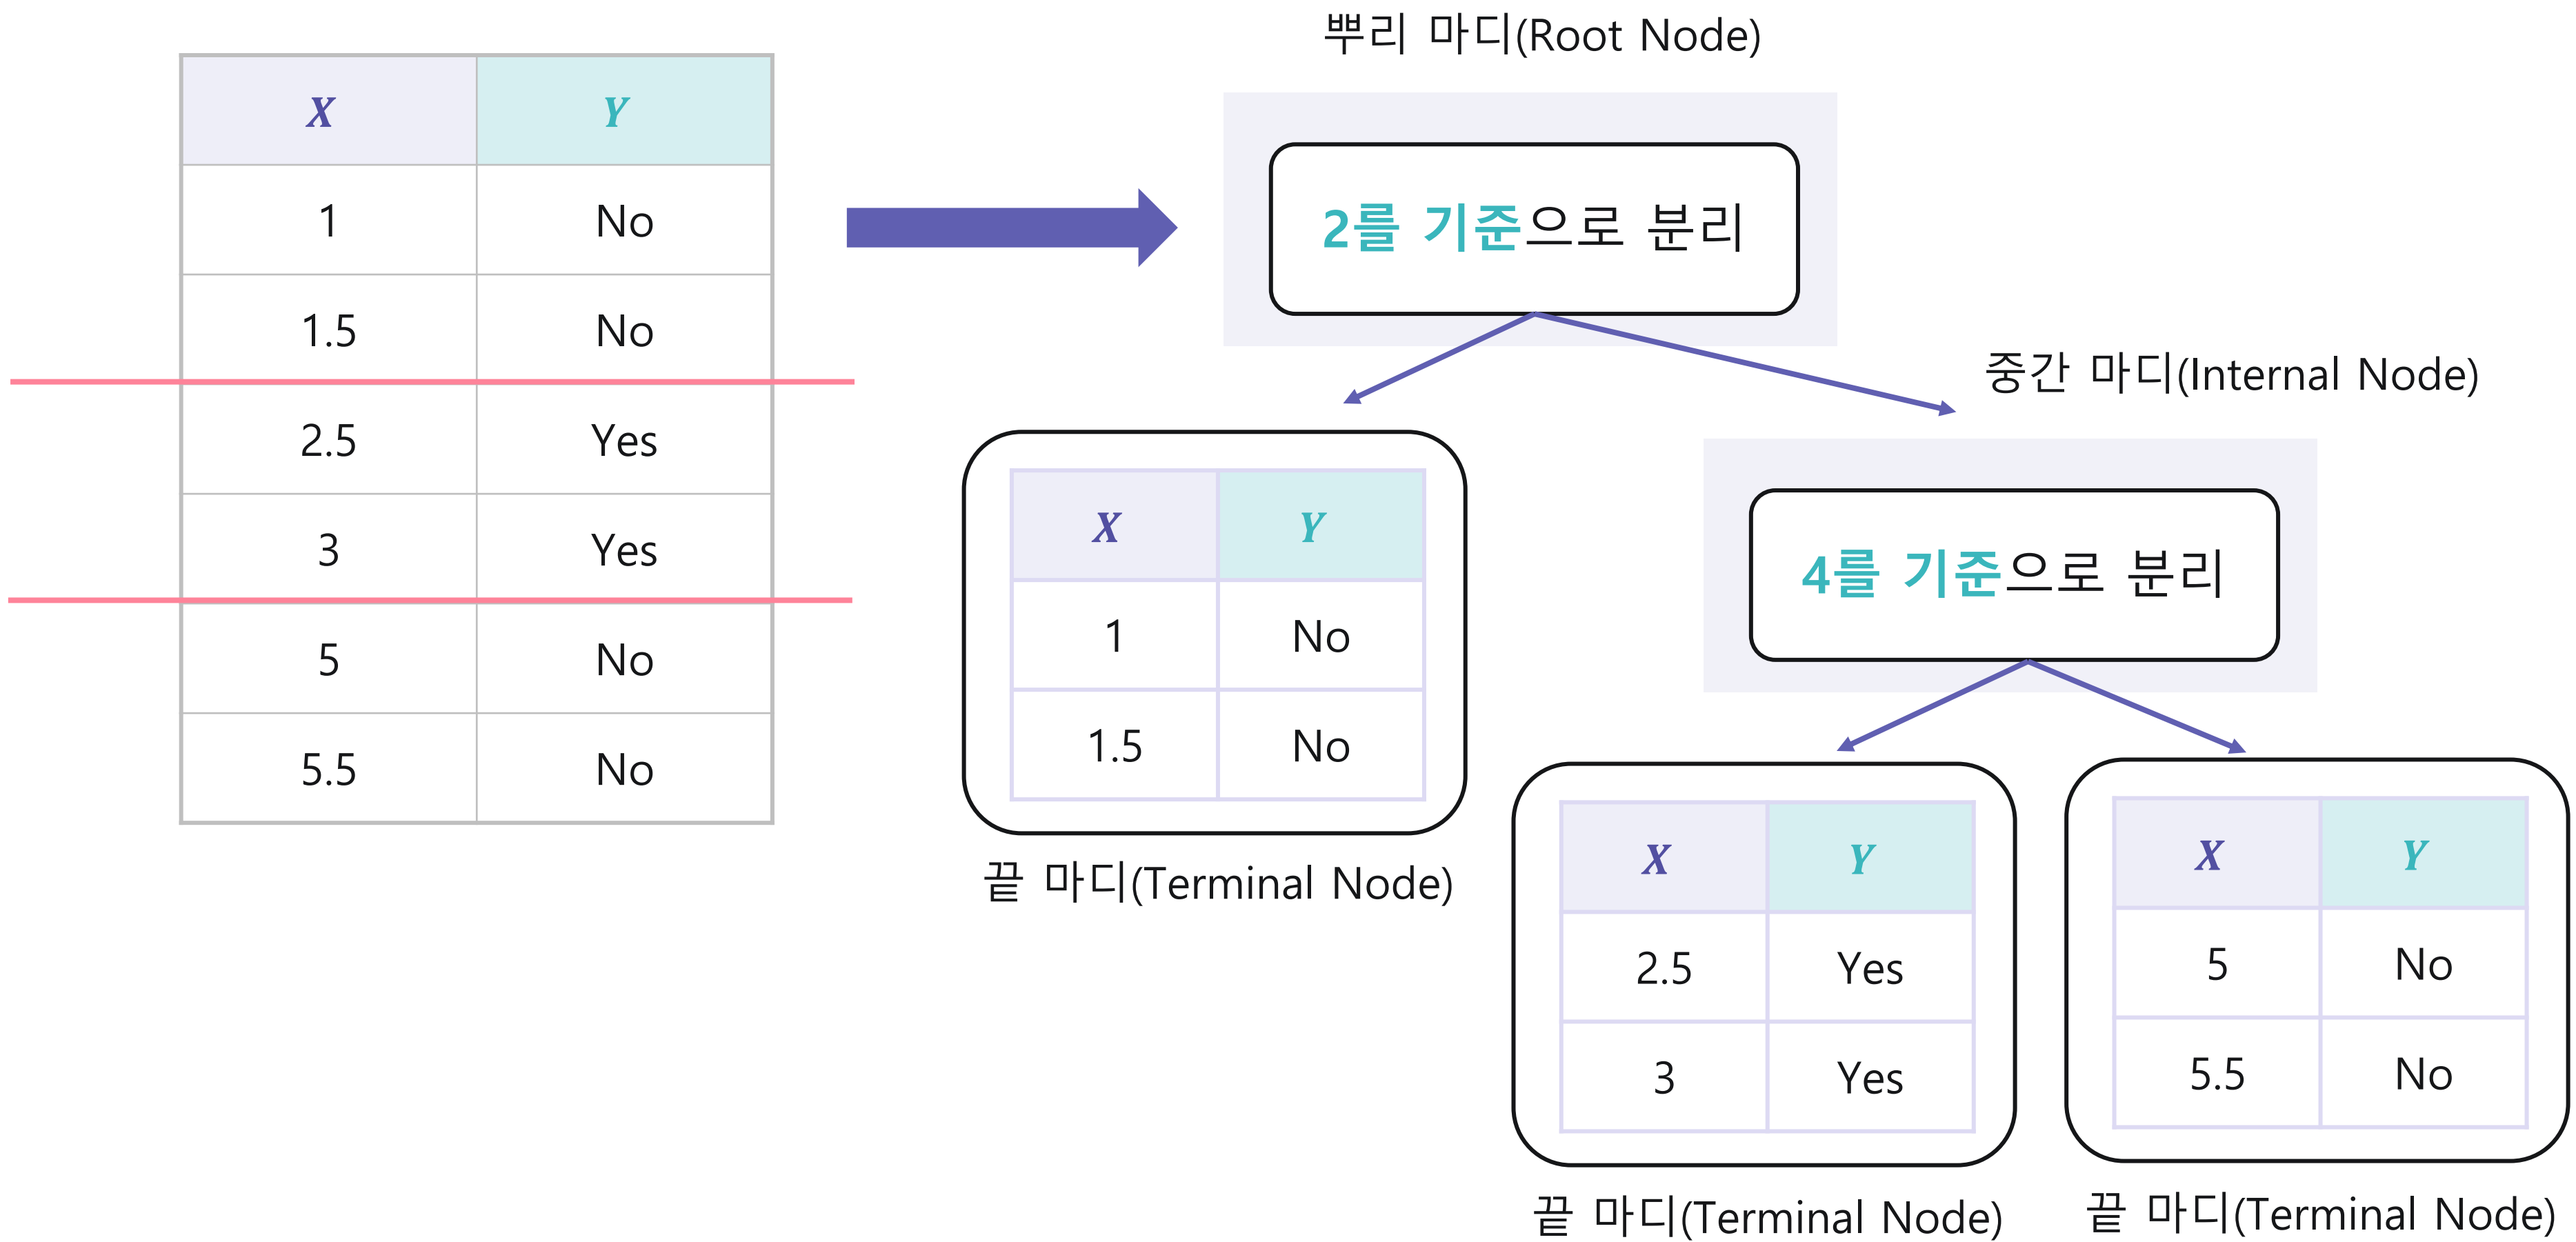 X Y
1 No
1.5 No
2.5 Yes
3 Yes
5 No
5.5 No
뿌리 마디(Root Node)
2를 기준으로 분리
중간 마디(Internal Node)
4를 기준으로 분리
X Y
1 No
1.5 No
끝 마디(Terminal Node)
X Y
2.5 Yes
3 Yes
끝 마디(Terminal Node)
X Y
5 No
5.5 No
끝 마디(Terminal Node)